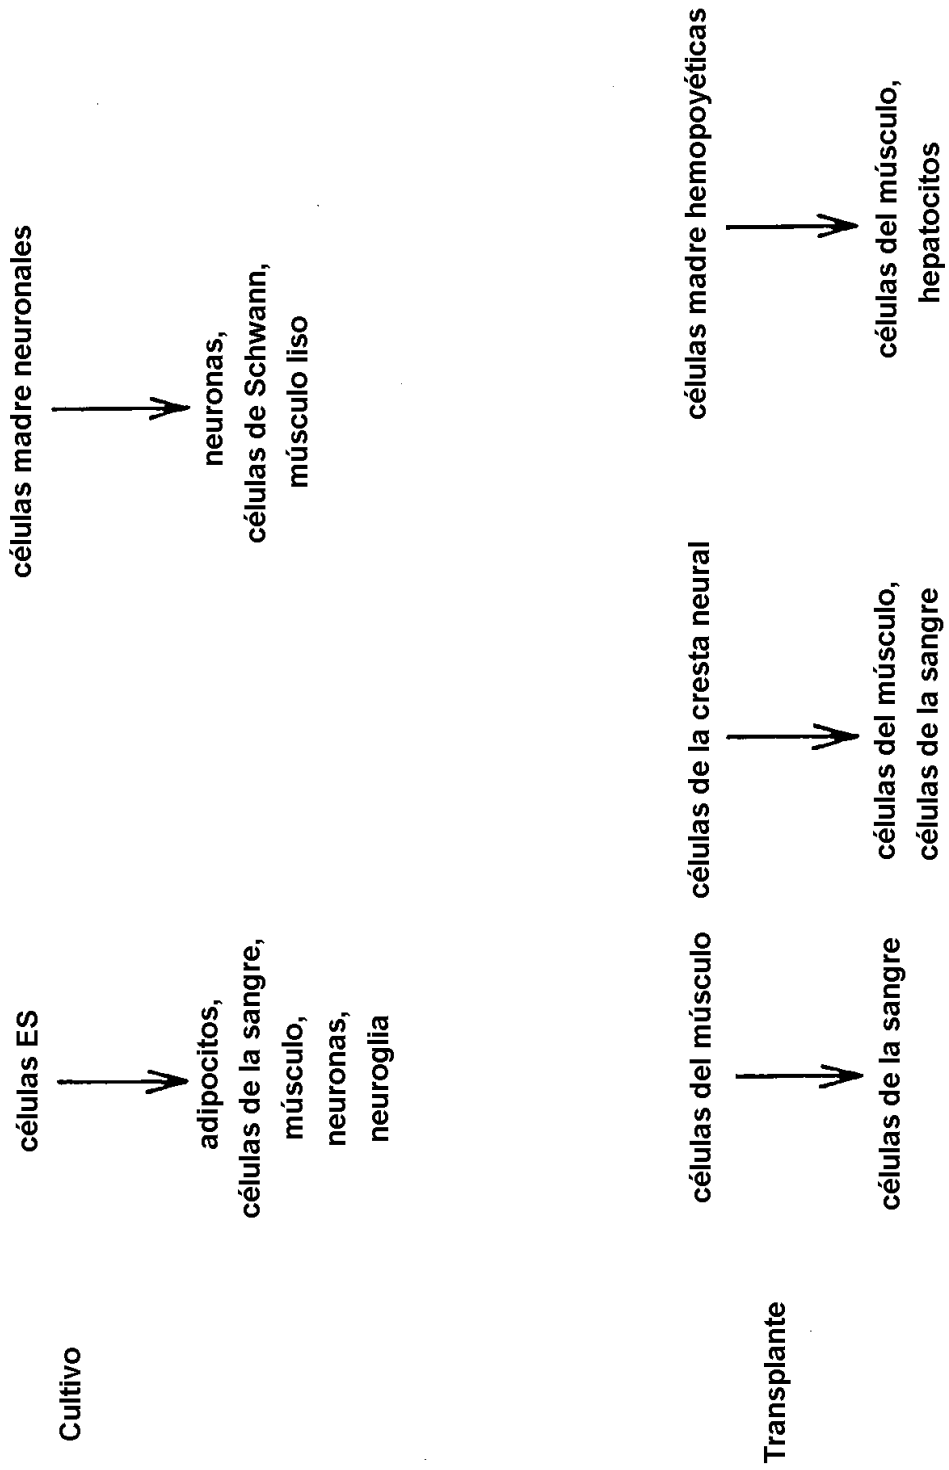 Cultivo
células ES
adipocitos,
células de la sangre,
músculo,
neuronas,
neuroglia
células madre neuronales
neuronas,
células de Schwann,
músculo liso
Transplante
células del músculo
células de la sangre
células de la cresta neural
células del músculo,
células de la sangre
células madre hemopoyéticas
células del músculo,
hepatocitos